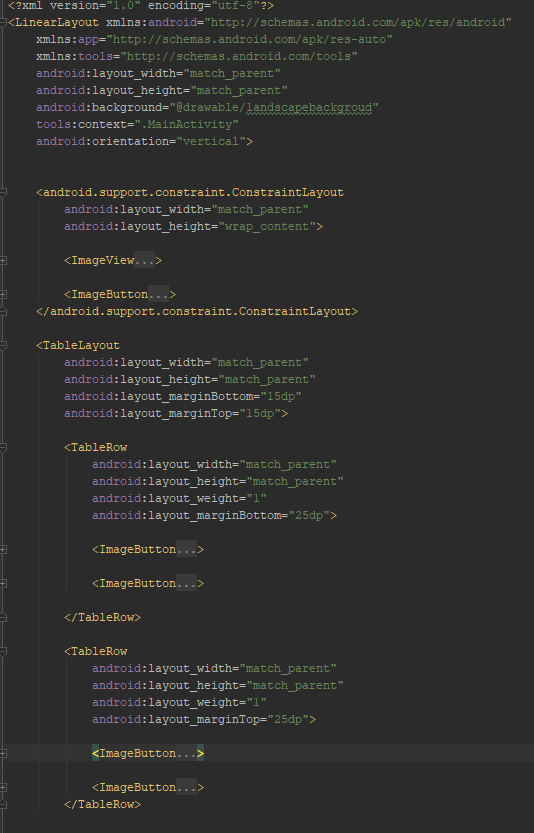 <?xml version="1.0" encoding="utf-8"?>
<LinearLayout xmlns:android="http://schemas.android.com/apk/res/android"
    xmlns:app="http://schemas.android.com/apk/res-auto"
    xmlns:tools="http://schemas.android.com/tools"
    android:layout_width="match_parent"
    android:layout_height="match_parent"
    android:background="@drawable/landscapebackgroud"
    tools:context=".MainActivity"
    android:orientation="vertical">
    <android.support.constraint.ConstraintLayout
        android:layout_width="match_parent"
        android:layout_height="wrap_content">
        <ImageView...>
        <ImageButton...>
    </android.support.constraint.ConstraintLayout>
    <TableLayout
        android:layout_width="match_parent"
        android:layout_height="match_parent"
        android:layout_marginBottom="15dp"
        android:layout_marginTop="15dp">
        <TableRow
            android:layout_width="match_parent"
            android:layout_height="match_parent"
            android:layout_weight="1"
            android:layout_marginBottom="25dp">
            <ImageButton...>
            <ImageButton...>
        </TableRow>
        <TableRow
            android:layout_width="match_parent"
            android:layout_height="match_parent"
            android:layout_weight="1"
            android:layout_marginTop="25dp">
            <ImageButton...>
            <ImageButton...>
        </TableRow>